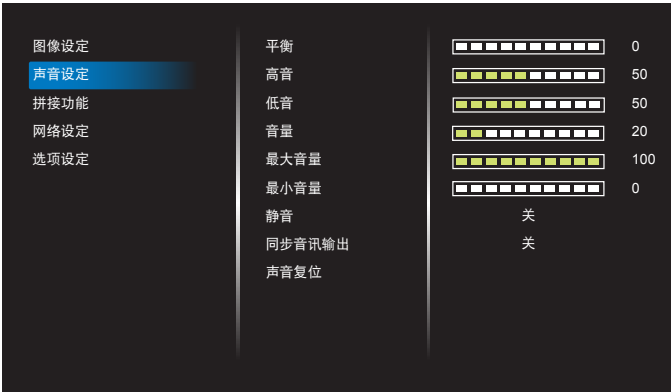 图像设定
声音设定
拼接功能
网络设定
选项设定
平衡 0
高音 50
低音 50
音量 20
最大音量 100
最小音量 0
静音 关
同步音讯输出 关
声音复位